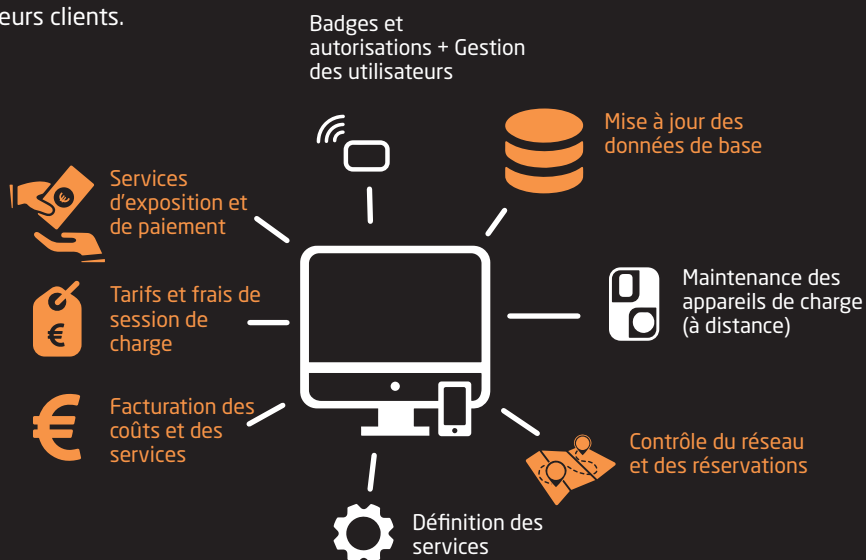 eurs clients.
Badges et
autorisations + Gestion
des utilisateurs
Mise à jour des
données de base
Services
d'exposition et
de paiement
Maintenance des
appareils de charge
(à distance)
Tarifs et frais de
session de
charge
€
Facturation des
coûts et des
services
€
Contrôle du réseau
et des réservations
Définition des
services